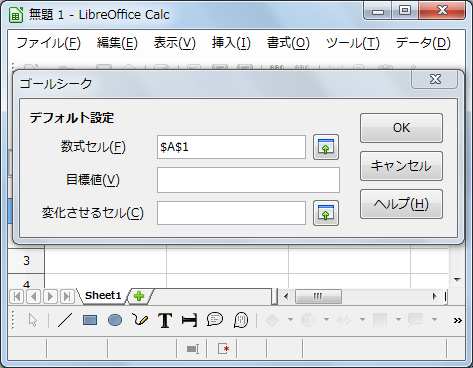 無題 1 - LibreOffice Calc
ファイル(F) 編集(E) 表示(V) 挿入(I) 書式(O) ツール(T) データ(D)
ゴールシーク
デフォルト設定
数式セル(F) $A$1
目標値(V)
変化させるセル(C)
OK
キャンセル
ヘルプ(H)
3
4
Sheet1